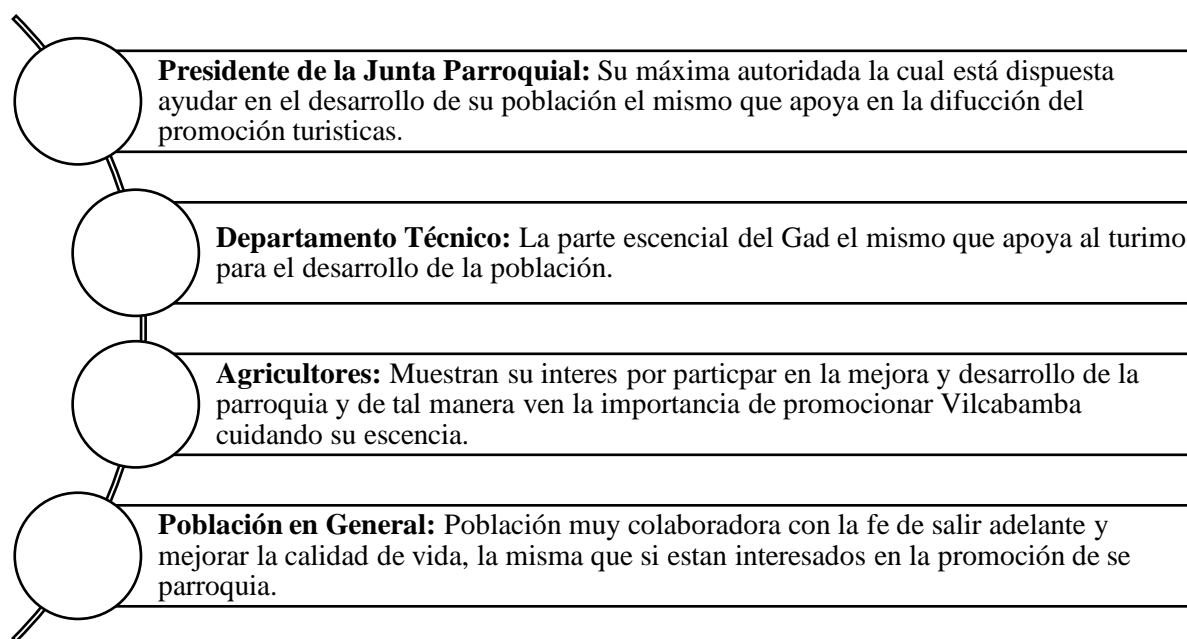 Presidente de la Junta Parroquial: Su máxima autoridada la cual está dispuesta
ayudar en el desarrollo de su población el mismo que apoya en la difucción del
promoción turisticas.
Departamento Técnico: La parte escencial del Gad el mismo que apoya al turimo
para el desarrollo de la población.
Agricultores: Muestran su interes por particpar en la mejora y desarrollo de la
parroquia y de tal manera ven la importancia de promocionar Vilcabamba
cuidando su escencia.
Población en General: Población muy colaboradora con la fe de salir adelante y
mejorar la calidad de vida, la misma que si estan interesados en la promoción de se
parroquia.